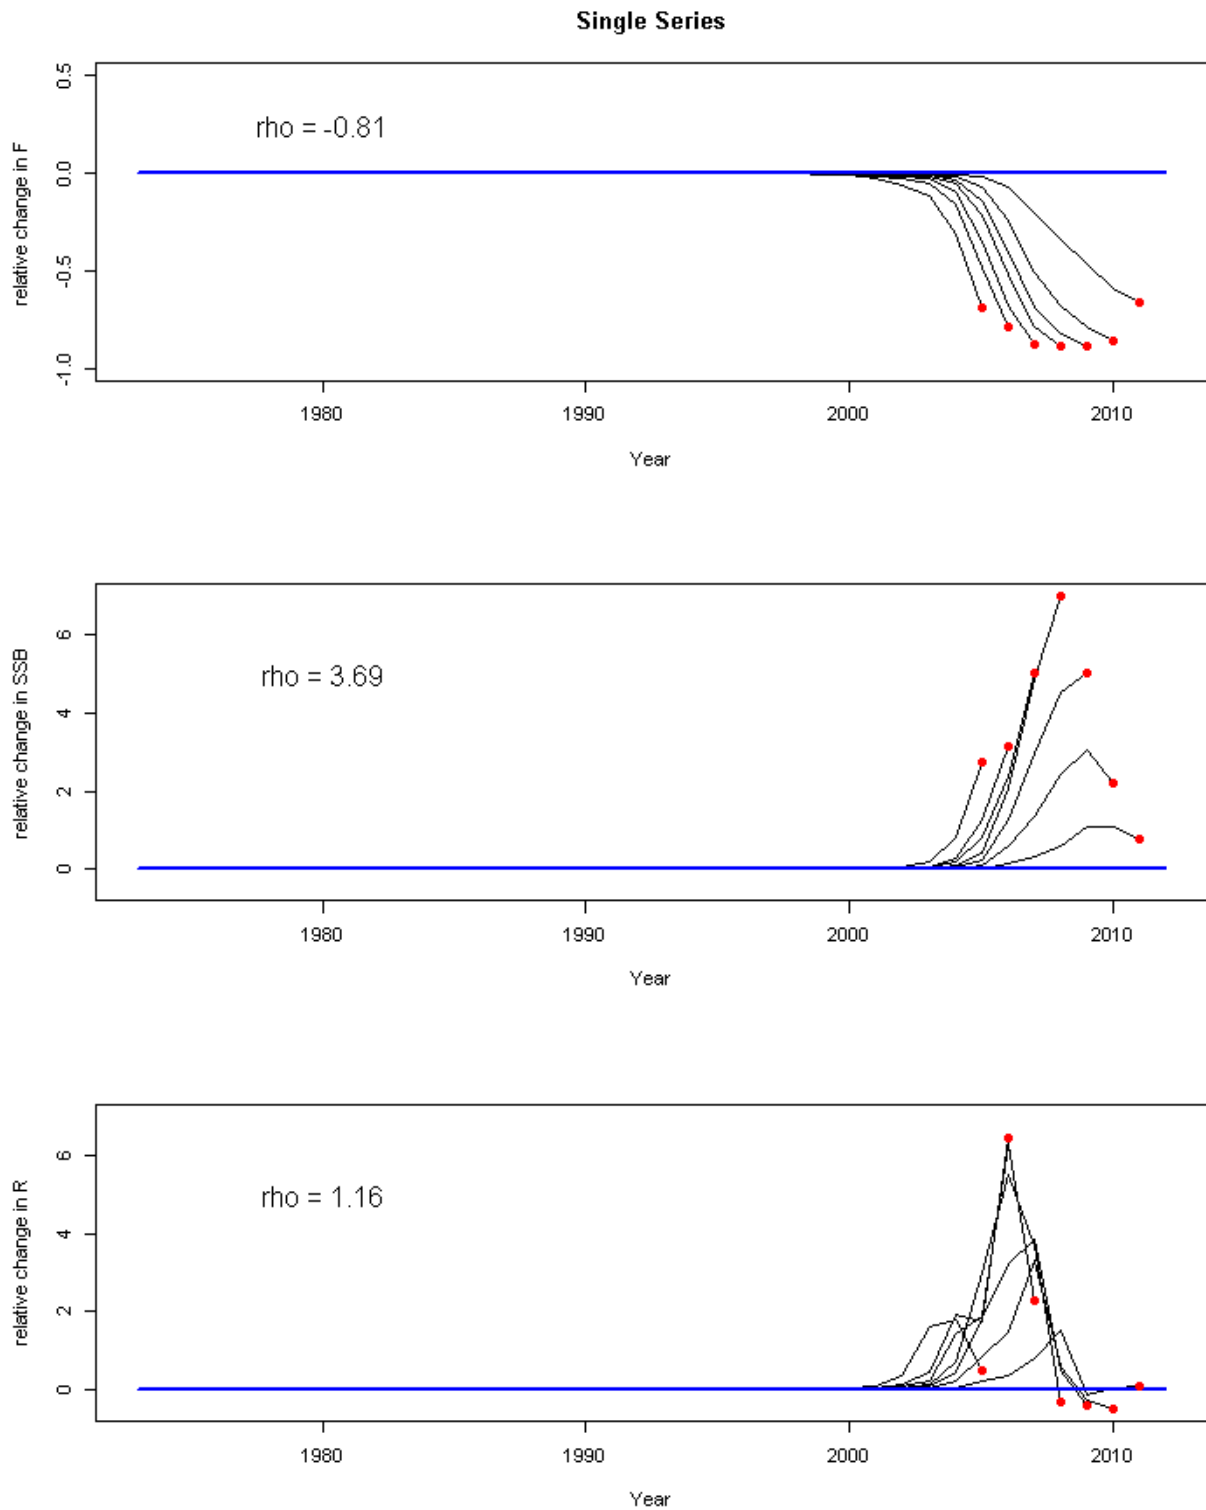 Single Series
0.5
0.0
-0.5
-1.0
relative change in F
rho = -0.81
1980 1990 2000 2010
Year
6
4
2
0
relative change in SSB
rho = 3.69
1980 1990 2000 2010
Year
6
4
2
0
relative change in R
rho = 1.16
1980 1990 2000 2010
Year